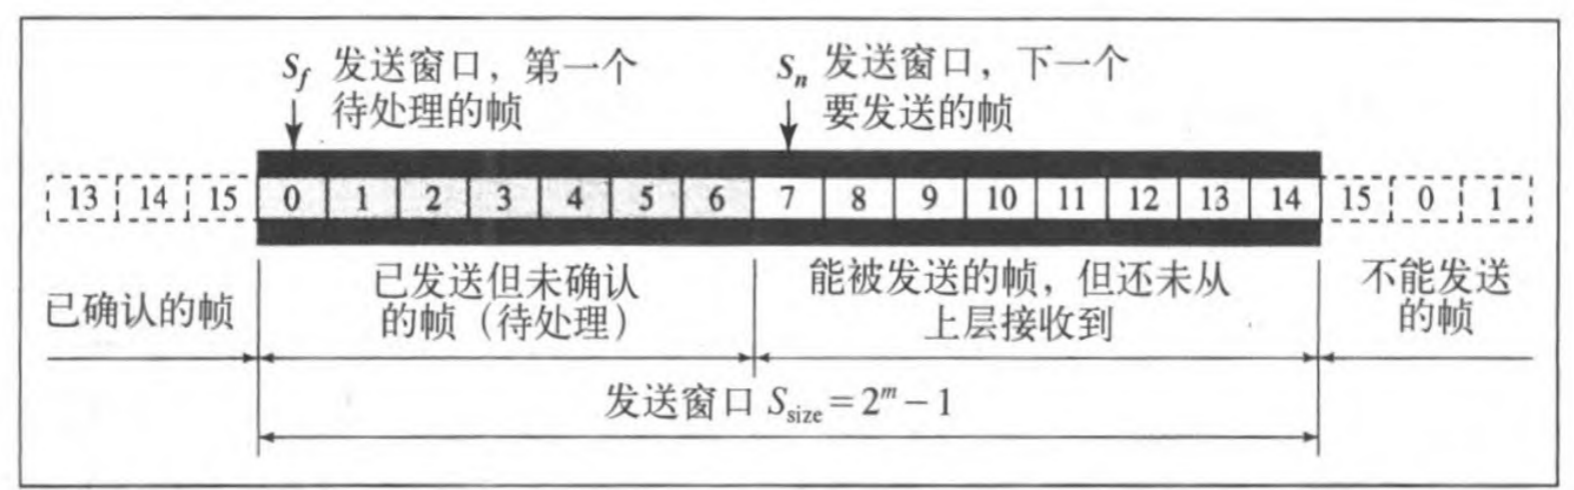 S_f 发送窗口，第一个
待处理的帧
S_n 发送窗口，下一个
要发送的帧
13 14 15 0 1 2 3 4 5 6 7 8 9 10 11 12 13 14 15 0 1
已确认的帧
已发送但未确认
的帧（待处理）
能被发送的帧，但还未从
上层接收到
不能发送
的帧
发送窗口 S_size = 2^m − 1